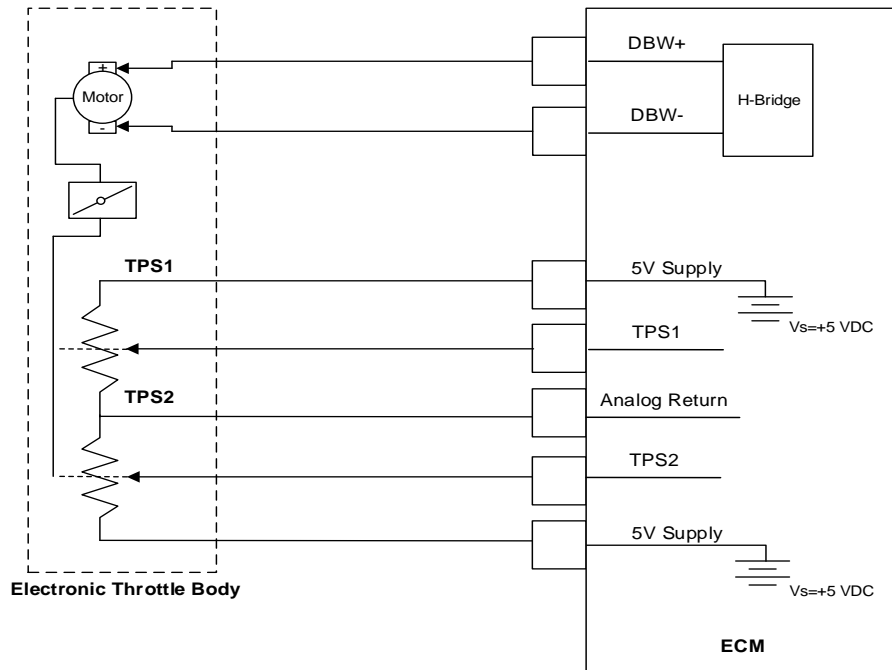 DBW+
+
Motor
H-Bridge
-
DBW-
TPS1
5V Supply
Vs=+5 VDC
TPS1
TPS2
Analog Return
TPS2
5V Supply
Electronic Throttle Body
Vs=+5 VDC
ECM